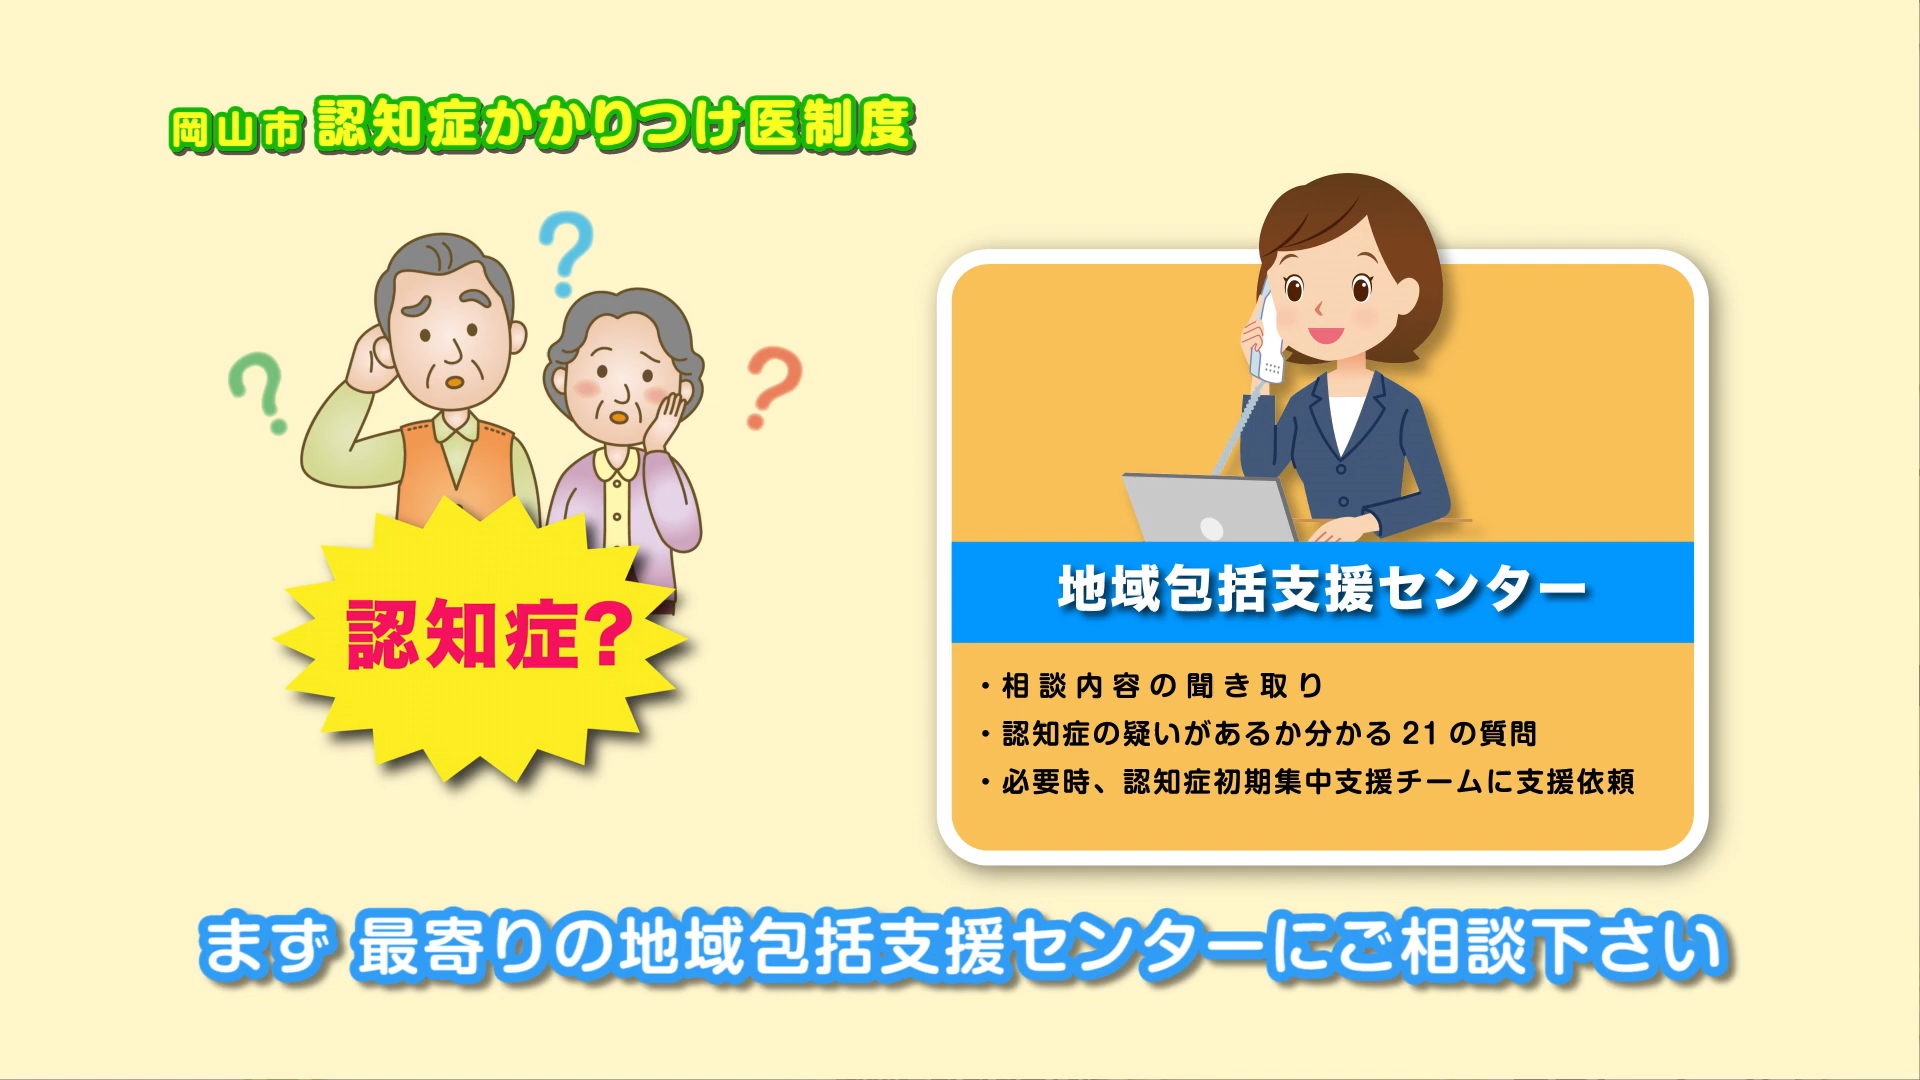 岡山市 認知症かかりつけ医制度
?
?
?
認知症?
地域包括支援センター
・相談内容の聞き取り
・認知症の疑いがあるか分かる 21 の質問
・必要時、認知症初期集中支援チームに支援依頼
まず 最寄りの地域包括支援センターにご相談下さい